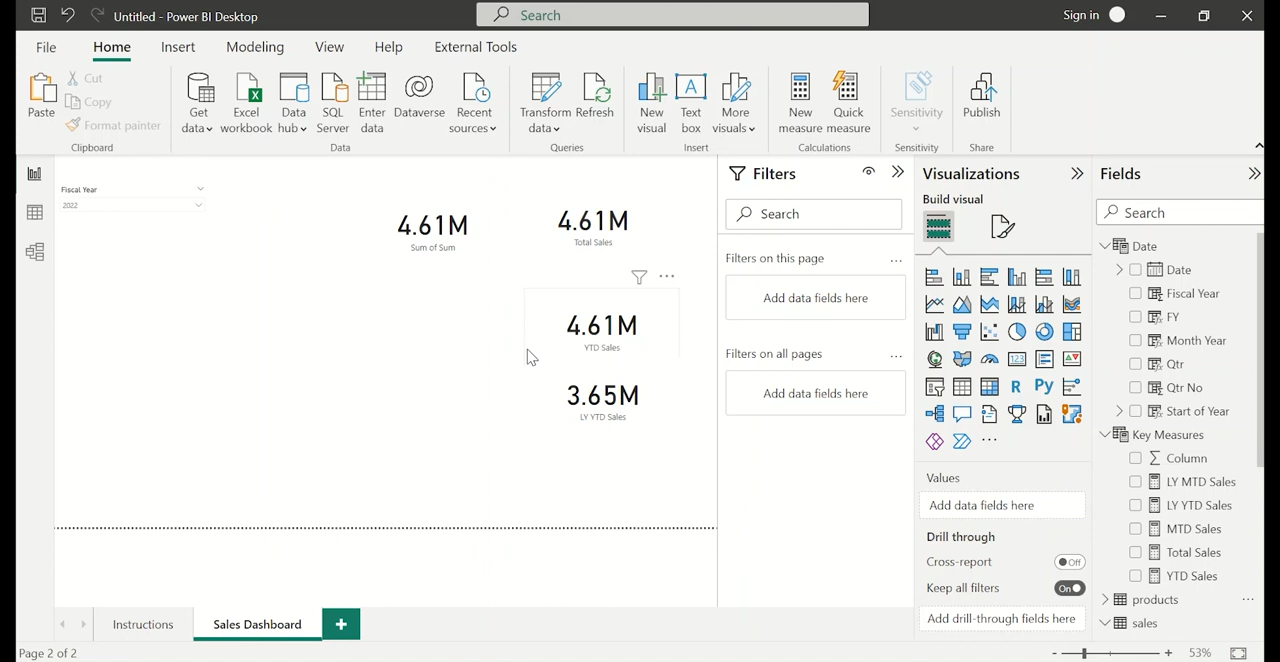 Untitled - Power BI Desktop
Search
Sign in
File
Home
Insert
Modeling
View
Help
External Tools
Paste
Cut
Copy
Format painter
Clipboard
Get data
Excel workbook
Data hub
SQL Server
Enter data
Dataverse
Recent sources
Data
Transform data
Refresh
Queries
New visual
Text box
More visuals
Insert
New measure
Quick measure
Calculations
Sensitivity
Sensitivity
Publish
Share
Fiscal Year
2022
4.61M
Sum of Sum
4.61M
Total Sales
4.61M
YTD Sales
3.65M
LY YTD Sales
Filters
Search
Filters on this page
Add data fields here
Filters on all pages
Add data fields here
Visualizations
Build visual
123
R
Py
Values
Add data fields here
Drill through
Cross-report
Off
Keep all filters
On
Add drill-through fields here
Fields
Search
Date
Date
Fiscal Year
FY
Month Year
Qtr
Qtr No
Start of Year
Key Measures
Column
LY MTD Sales
LY YTD Sales
MTD Sales
Total Sales
YTD Sales
products
sales
Instructions
Sales Dashboard
Page 2 of 2
53%